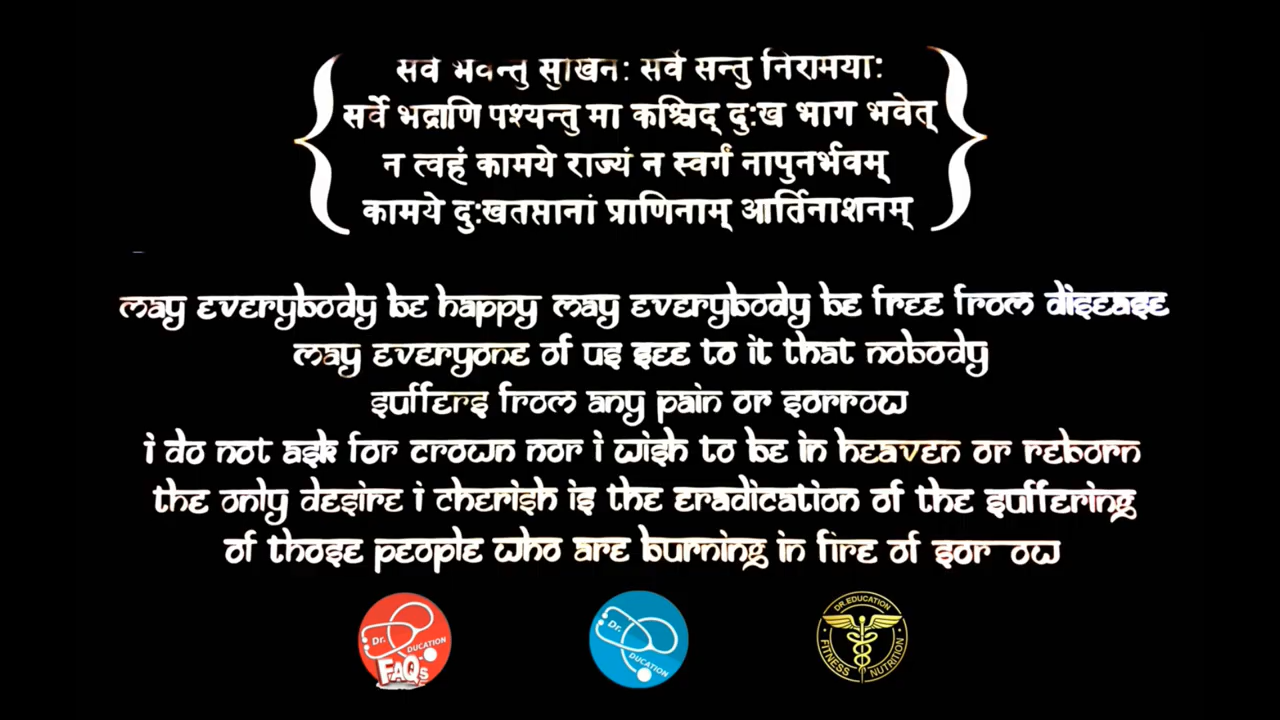 सर्वे भवन्तु सुखिन: सर्वे सन्तु निरामया:
सर्वे भद्राणि पश्यन्तु मा कश्चिद् दु:ख भाग भवेत्
न त्वहं कामये राज्यं न स्वर्गं नापुनर्भवम्
कामये दु:खतप्तानां प्राणिनाम् आर्तिनाशनम्
may everybody be happy may everybody be free from disease
may everyone of us see to it that nobody
suffers from any pain or sorrow
i do not ask for crown nor i wish to be in heaven or reborn
the only desire i cherish is the eradication of the suffering
of those people who are burning in fire of sor ow
Dr. DUCATION FAQs
Dr. DUCATION
DR.EDUCATION
FITNESS NUTRITION